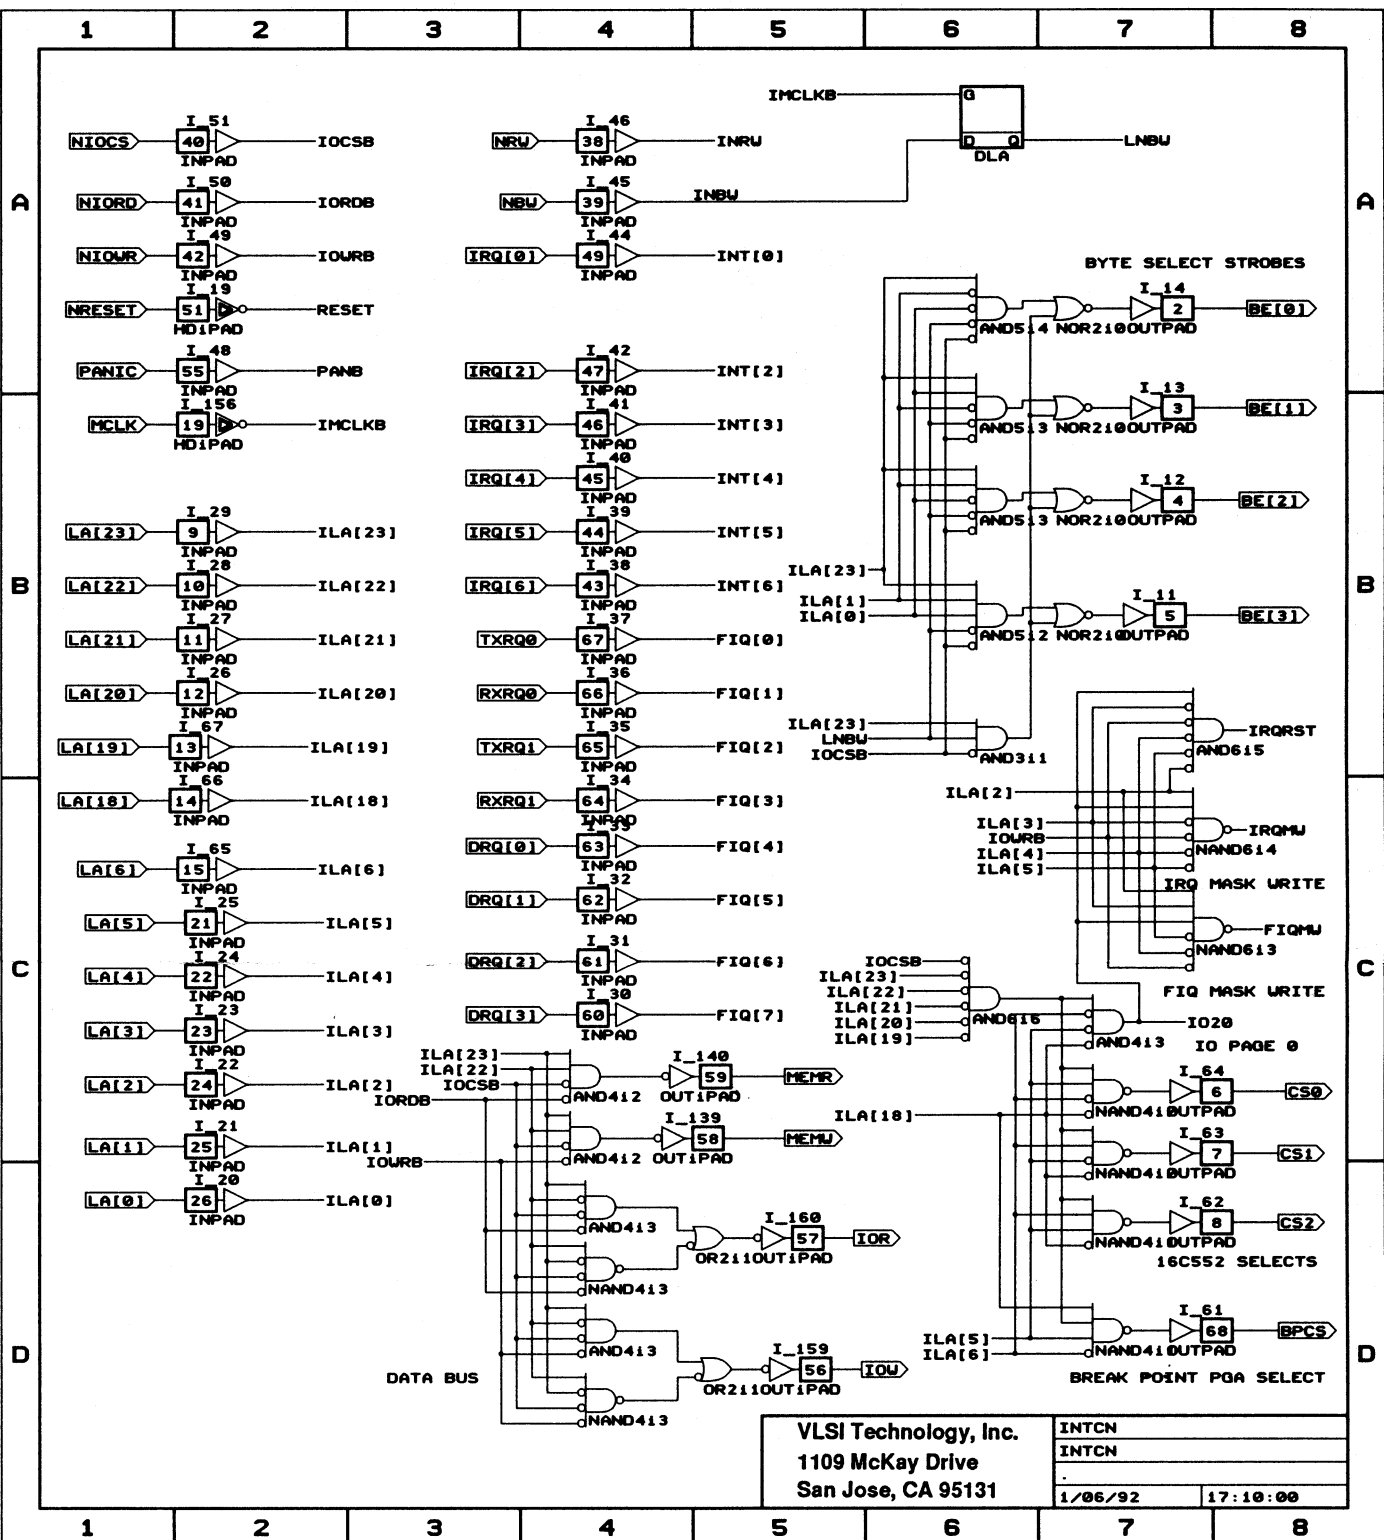 1 2 3 4 5 6 7 8
A A
B B
C C
D D
NIOCS I_51 40 INPAD IOCSB
NIORD I_50 41 INPAD IORDB
NIOWR I_49 42 INPAD IOWRB
NRESET I_19 51 HDiPAD RESET
PANIC I_48 55 INPAD PANB
MCLK I_156 19 HDiPAD IMCLKB
LA[23] I_29 9 INPAD ILA[23]
LA[22] I_28 10 INPAD ILA[22]
LA[21] I_27 11 INPAD ILA[21]
LA[20] I_26 12 INPAD ILA[20]
LA[19] I_67 13 INPAD ILA[19]
LA[18] I_66 14 INPAD ILA[18]
LA[6] I_65 15 INPAD ILA[6]
LA[5] I_25 21 INPAD ILA[5]
LA[4] I_24 22 INPAD ILA[4]
LA[3] I_23 23 INPAD ILA[3]
LA[2] I_22 24 INPAD ILA[2]
LA[1] I_21 25 INPAD ILA[1]
LA[0] I_20 26 INPAD ILA[0]
NRW I_46 38 INPAD INRW
NBW I_45 39 INPAD INBW
IRQ[0] I_44 49 INPAD INT[0]
IRQ[2] I_42 47 INPAD INT[2]
IRQ[3] I_41 46 INPAD INT[3]
IRQ[4] I_40 45 INPAD INT[4]
IRQ[5] I_39 44 INPAD INT[5]
IRQ[6] I_38 43 INPAD INT[6]
TXRQ0 I_37 67 INPAD FIQ[0]
RXRQ0 I_36 66 INPAD FIQ[1]
TXRQ1 I_35 65 INPAD FIQ[2]
RXRQ1 I_34 64 INPAD FIQ[3]
DRQ[0] I_33 63 INPAD FIQ[4]
DRQ[1] I_32 62 INPAD FIQ[5]
DRQ[2] I_31 61 INPAD FIQ[6]
DRQ[3] I_30 60 INPAD FIQ[7]
IMCLKB G D Q DLA LNBW
BYTE SELECT STROBES
AND5i4 NOR2i0 I_14 2 OUTPAD BE[0]
AND5i3 NOR2i0 I_13 3 OUTPAD BE[1]
AND5i3 NOR2i0 I_12 4 OUTPAD BE[2]
ILA[23]
ILA[1]
ILA[0]
AND5i2 NOR2i0 I_11 5 OUTPAD BE[3]
ILA[23]
LNBW
IOCSB
AND3i1
AND6i5 IRQRST
ILA[2]
ILA[3]
IOWRB
ILA[4]
ILA[5]
NAND6i4 IRQMW
IRQ MASK WRITE
NAND6i3 FIQMW
FIQ MASK WRITE
IOCSB
ILA[23]
ILA[22]
ILA[21]
ILA[20]
ILA[19]
AND6i6
AND4i3 IO20
IO PAGE 0
ILA[18]
NAND4i0 I_64 6 OUTPAD CS0
NAND4i0 I_63 7 OUTPAD CS1
NAND4i0 I_62 8 OUTPAD CS2
16C552 SELECTS
ILA[5]
ILA[6]
NAND4i0 I_61 68 OUTPAD BPCS
BREAK POINT PGA SELECT
ILA[23]
ILA[22]
IOCSB
IORDB
AND4i2 I_140 59 OUTiPAD MEMR
IOWRB
AND4i2 I_139 58 OUTiPAD MEMW
AND4i3
NAND4i3
OR2i1 I_160 57 OUTiPAD IOR
AND4i3
NAND4i3
OR2i1 I_159 56 OUTiPAD IOW
DATA BUS
VLSI Technology, Inc.
1109 McKay Drive
San Jose, CA 95131
INTCN
INTCN
.
1/06/92 17:10:00
1 2 3 4 5 6 7 8